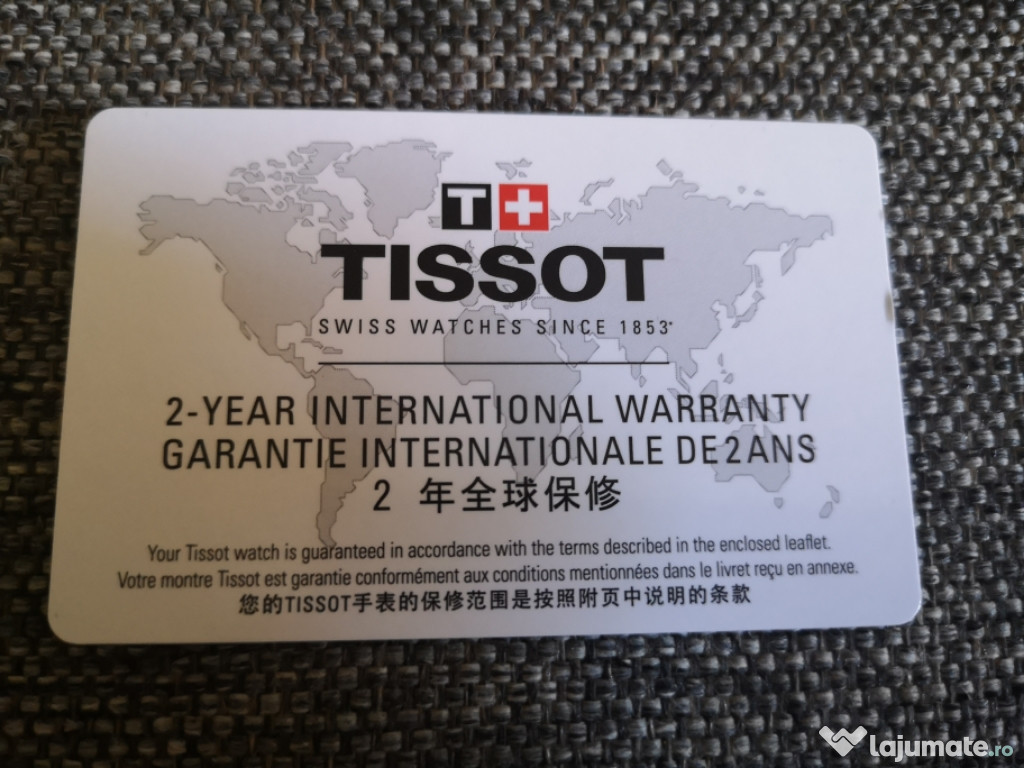 T
TISSOT
SWISS WATCHES SINCE 1853*
2-YEAR INTERNATIONAL WARRANTY
GARANTIE INTERNATIONALE DE 2 ANS
2 年全球保修
Your Tissot watch is guaranteed in accordance with the terms described in the enclosed leaflet.
Votre montre Tissot est garantie conformément aux conditions mentionnées dans le livret reçu en annexe.
您的TISSOT手表的保修范围是按照附页中说明的条款
lajumate.ro